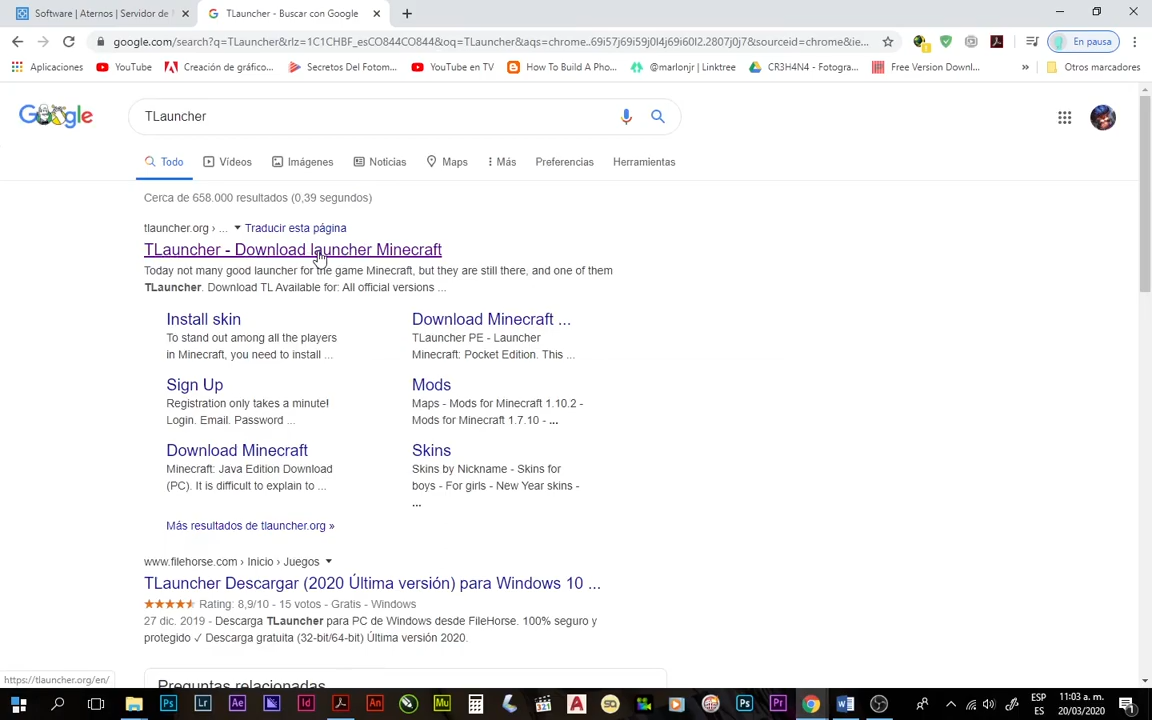 Software | Aternos | Servidor de
TLauncher - Buscar con Google
google.com/search?q=TLauncher&rlz=1C1CHBF_esCO844CO844&oq=TLauncher&aqs=chrome..69i57j69i59j0l4j69i60l2.2807j0j7&sourceid=chrome&ie...
En pausa
Aplicaciones
YouTube
Creación de gráfico...
Secretos Del Fotom...
YouTube en TV
How To Build A Pho...
@marlonjr | Linktree
CR3H4N4 - Fotogra...
Free Version Downl...
»
Otros marcadores
Google
TLauncher
Todo
Vídeos
Imágenes
Noticias
Maps
Más
Preferencias
Herramientas
Cerca de 658.000 resultados (0,39 segundos)
tlauncher.org › ... Traducir esta página
TLauncher - Download launcher Minecraft
Today not many good launcher for the game Minecraft, but they are still there, and one of them
TLauncher. Download TL Available for: All official versions ...
Install skin
To stand out among all the players
in Minecraft, you need to install ...
Download Minecraft ...
TLauncher PE - Launcher
Minecraft: Pocket Edition. This ...
Sign Up
Registration only takes a minute!
Login. Email. Password ...
Mods
Maps - Mods for Minecraft 1.10.2 -
Mods for Minecraft 1.7.10 - ...
Download Minecraft
Minecraft: Java Edition Download
(PC). It is difficult to explain to ...
Skins
Skins by Nickname - Skins for
boys - For girls - New Year skins -
...
Más resultados de tlauncher.org »
www.filehorse.com › Inicio › Juegos
TLauncher Descargar (2020 Última versión) para Windows 10 ...
Rating: 8,9/10 - 15 votos - Gratis - Windows
27 dic. 2019 - Descarga TLauncher para PC de Windows desde FileHorse. 100% seguro y
protegido ✓ Descarga gratuita (32-bit/64-bit) Última versión 2020.
Preguntas relacionadas
https://tlauncher.org/en/
Ps
Lr
Ae
Id
An
Mu
Ps
Pr
ESP
ES
11:03 a. m.
20/03/2020
1